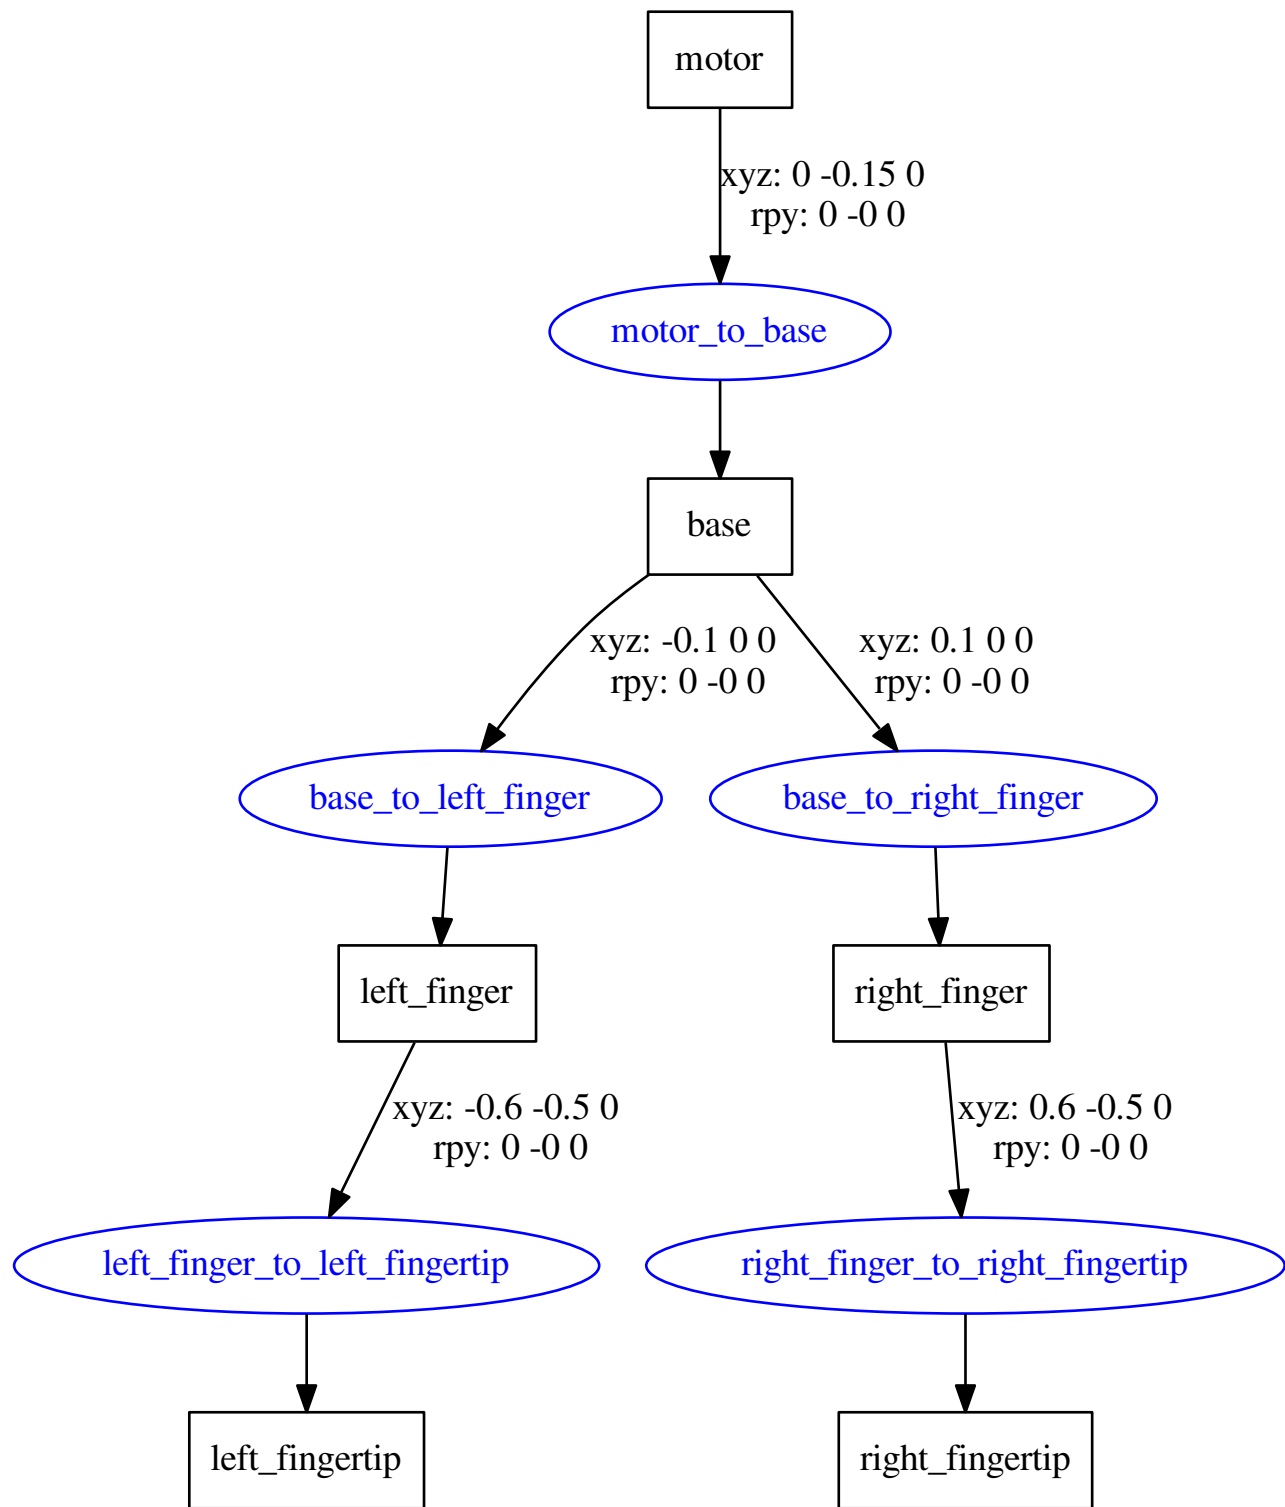 motor
xyz: 0 -0.15 0
rpy: 0 -0 0
motor_to_base
base
xyz: -0.1 0 0
rpy: 0 -0 0
xyz: 0.1 0 0
rpy: 0 -0 0
base_to_left_finger
base_to_right_finger
left_finger
right_finger
xyz: -0.6 -0.5 0
rpy: 0 -0 0
xyz: 0.6 -0.5 0
rpy: 0 -0 0
left_finger_to_left_fingertip
right_finger_to_right_fingertip
left_fingertip
right_fingertip